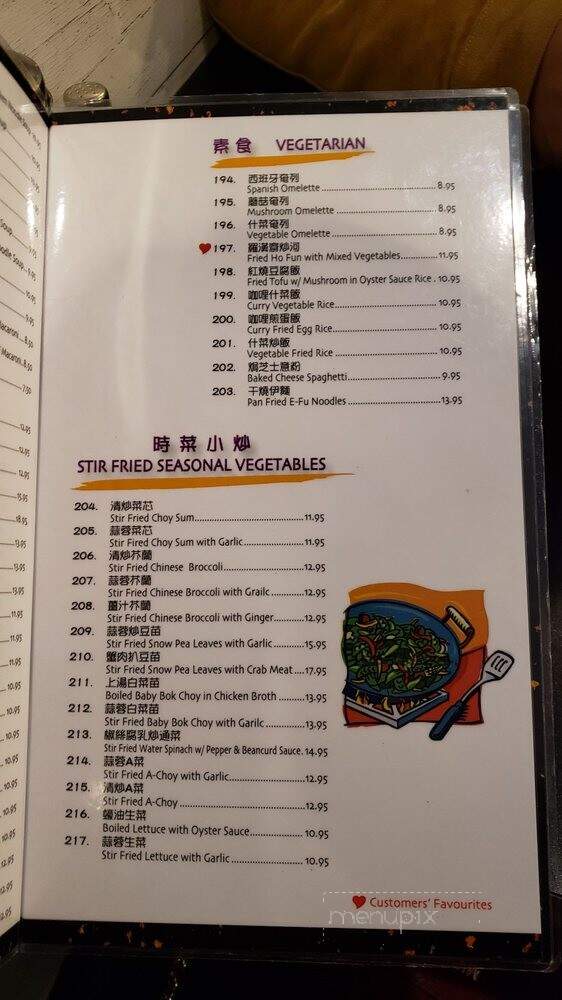 素食 VEGETARIAN
194. 西班牙奄列
Spanish Omelette 8.95
195. 蘑菇奄列
Mushroom Omelette 8.95
196. 什菜奄列
Vegetable Omelette 8.95
197. 羅漢齋炒河
Fried Ho Fun with Mixed Vegetables 11.95
198. 紅燒豆腐飯
Fried Tofu w/ Mushroom in Oyster Sauce Rice . 10.95
199. 咖哩什菜飯
Curry Vegetable Rice 10.95
200. 咖哩煎蛋飯
Curry Fried Egg Rice 10.95
201. 什菜炒飯
Vegetable Fried Rice 10.95
202. 焗芝士意粉
Baked Cheese Spaghetti 9.95
203. 干燒伊麵
Pan Fried E-Fu Noodles 13.95
時菜小炒
STIR FRIED SEASONAL VEGETABLES
204. 清炒菜芯
Stir Fried Choy Sum 11.95
205. 蒜蓉菜芯
Stir Fried Choy Sum with Garlic 11.95
206. 清炒芥蘭
Stir Fried Chinese Broccoli 12.95
207. 蒜蓉芥蘭
Stir Fried Chinese Broccoli with Grailc 12.95
208. 薑汁芥蘭
Stir Fried Chinese Broccoli with Ginger 12.95
209. 蒜蓉炒豆苗
Stir Fried Snow Pea Leaves with Garlic 15.95
210. 蟹肉扒豆苗
Stir Fried Snow Pea Leaves with Crab Meat 17.95
211. 上湯白菜苗
Boiled Baby Bok Choy in Chicken Broth 13.95
212. 蒜蓉白菜苗
Stir Fried Baby Bok Choy with Garilc 13.95
213. 椒絲腐乳炒通菜
Stir Fried Water Spinach w/ Pepper & Beancurd Sauce. 14.95
214. 蒜蓉A菜
Stir Fried A-Choy with Garlic 12.95
215. 清炒A菜
Stir Fried A-Choy 12.95
216. 蠔油生菜
Boiled Lettuce with Oyster Sauce 10.95
217. 蒜蓉生菜
Stir Fried Lettuce with Garlic 10.95
Customers' Favourites
menupix